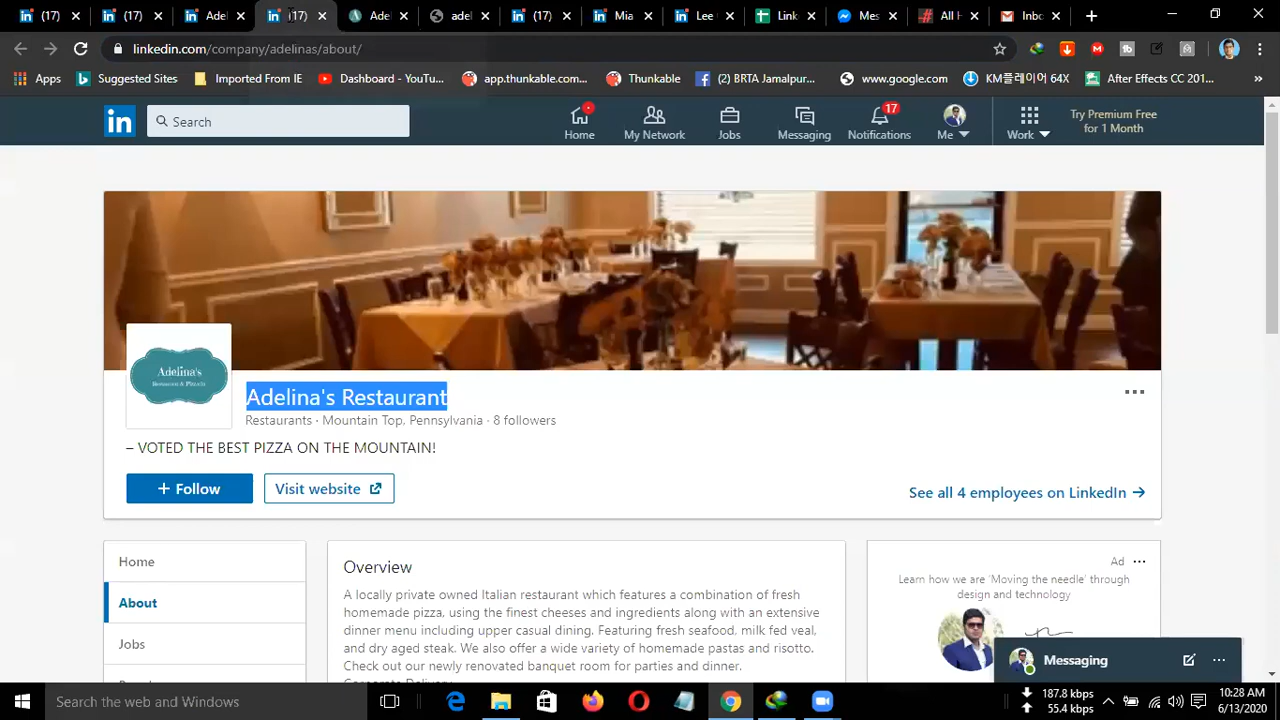 (17)
(17)
Adel
(17)
Adel
adel
(17)
Mia
Lee
Link
Mes
All H
Inbo
linkedin.com/company/adelinas/about/
Apps
Suggested Sites
Imported From IE
Dashboard - YouTu...
app.thunkable.com...
Thunkable
(2) BRTA Jamalpur...
www.google.com
KM플레이어 64X
After Effects CC 201...
»
in
Search
Home
My Network
Jobs
Messaging
17
Notifications
Me
Work
Try Premium Free
for 1 Month
Adelina's
Restaurant & Pizzeria
Adelina's Restaurant
Restaurants · Mountain Top, Pennsylvania · 8 followers
– VOTED THE BEST PIZZA ON THE MOUNTAIN!
+ Follow
Visit website
See all 4 employees on LinkedIn →
Home
About
Jobs
Overview
A locally private owned Italian restaurant which features a combination of fresh
homemade pizza, using the finest cheeses and ingredients along with an extensive
dinner menu including upper casual dining. Featuring fresh seafood, milk fed veal,
and dry aged steak. We also offer a wide variety of homemade pastas and risotto.
Check out our newly renovated banquet room for parties and dinner.
Ad ...
Learn how we are 'Moving the needle' through
design and technology
Messaging
Search the web and Windows
187.8 kbps
55.4 kbps
10:28 AM
6/13/2020